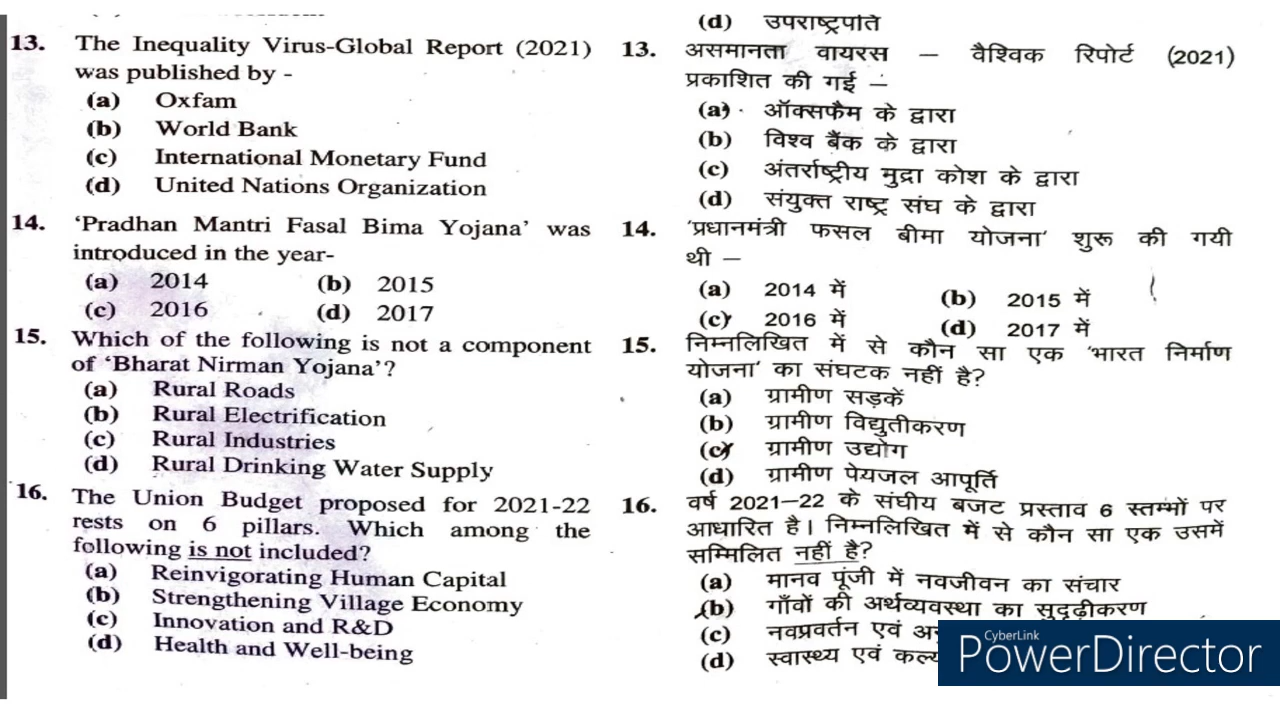 13. The Inequality Virus-Global Report (2021)
was published by -
(a) Oxfam
(b) World Bank
(c) International Monetary Fund
(d) United Nations Organization
14. 'Pradhan Mantri Fasal Bima Yojana' was
introduced in the year-
(a) 2014 (b) 2015
(c) 2016 (d) 2017
15. Which of the following is not a component
of 'Bharat Nirman Yojana'?
(a) Rural Roads
(b) Rural Electrification
(c) Rural Industries
(d) Rural Drinking Water Supply
16. The Union Budget proposed for 2021-22
rests on 6 pillars. Which among the
following is not included?
(a) Reinvigorating Human Capital
(b) Strengthening Village Economy
(c) Innovation and R&D
(d) Health and Well-being
(d) उपराष्ट्रपति
13. असमानता वायरस – वैश्विक रिपोर्ट (2021)
प्रकाशित की गई –
(a) ऑक्सफैम के द्वारा
(b) विश्व बैंक के द्वारा
(c) अंतर्राष्ट्रीय मुद्रा कोश के द्वारा
(d) संयुक्त राष्ट्र संघ के द्वारा
14. 'प्रधानमंत्री फसल बीमा योजना' शुरू की गयी
थी –
(a) 2014 में (b) 2015 में
(c) 2016 में (d) 2017 में
15. निम्नलिखित में से कौन सा एक 'भारत निर्माण
योजना' का संघटक नहीं है?
(a) ग्रामीण सड़कें
(b) ग्रामीण विद्युतीकरण
(c) ग्रामीण उद्योग
(d) ग्रामीण पेयजल आपूर्ति
16. वर्ष 2021–22 के संघीय बजट प्रस्ताव 6 स्तम्भों पर
आधारित है। निम्नलिखित में से कौन सा एक उसमें
सम्मिलित नहीं है?
(a) मानव पूंजी में नवजीवन का संचार
(b) गाँवों की अर्थव्यवस्था का सुदृढ़ीकरण
(c) नवप्रवर्तन एवं
(d) स्वास्थ्य एवं
CyberLink
PowerDirector